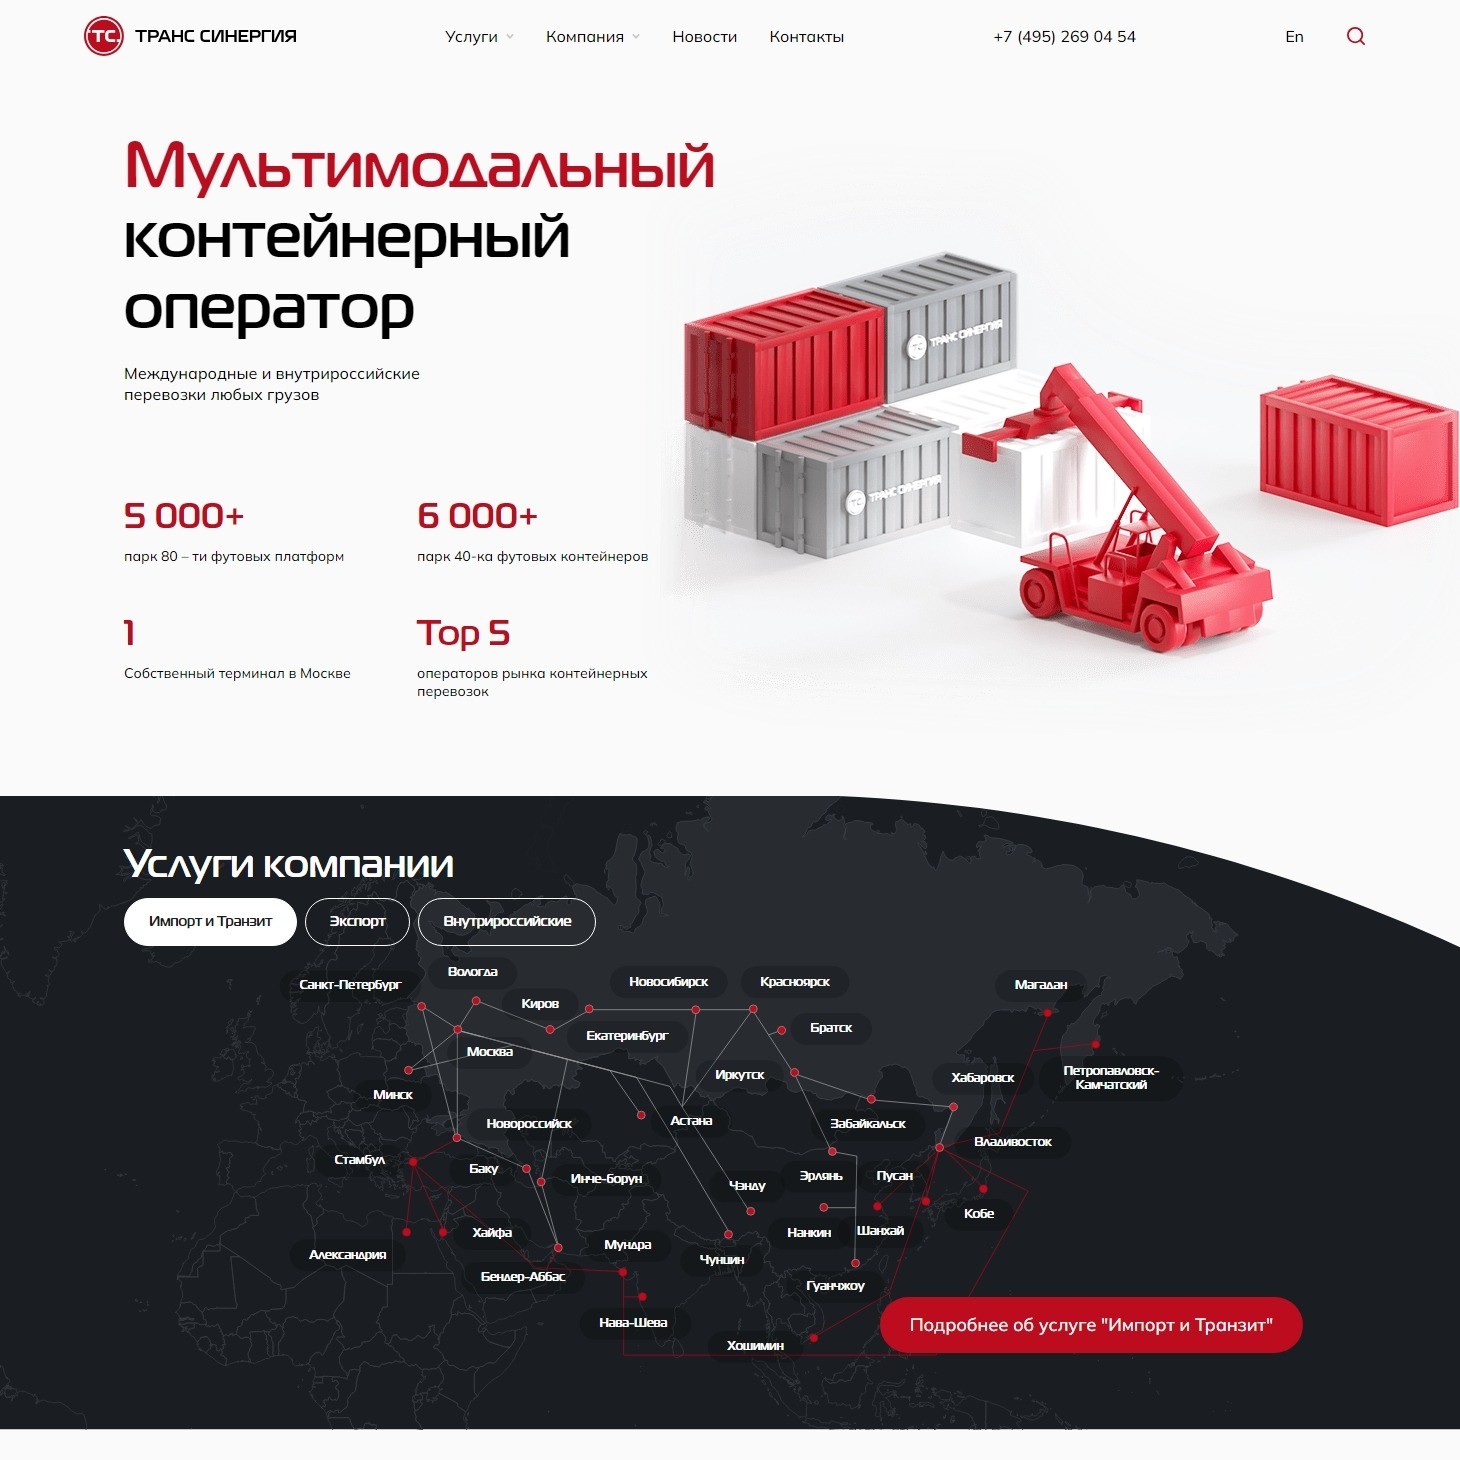 ТС.
ТРАНС СИНЕРГИЯ
Услуги
Компания
Новости
Контакты
+7 (495) 269 04 54
En
Мультимодальный
контейнерный
оператор
Международные и внутрироссийские
перевозки любых грузов
5 000+
6 000+
парк 80 – ти футовых платформ
парк 40-ка футовых контейнеров
1
Top 5
Собственный терминал в Москве
операторов рынка контейнерных
перевозок
ТС ТРАНС СИНЕРГИЯ
ТС ТРАНС СИНЕРГИЯ
Услуги компании
Импорт и Транзит
Экспорт
Внутрироссийские
Санкт-Петербург
Вологда
Киров
Новосибирск
Красноярск
Магадан
Екатеринбург
Братск
Москва
Минск
Иркутск
Хабаровск
Петропавловск-
Камчатский
Новороссийск
Астана
Забайкальск
Владивосток
Стамбул
Баку
Инче-борун
Чэнду
Эрлянь
Пусан
Кобе
Александрия
Хайфа
Мундра
Чунцин
Нанкин
Шанхай
Бендер-Аббас
Гуанчжоу
Нава-Шева
Хошимин
Подробнее об услуге "Импорт и Транзит"